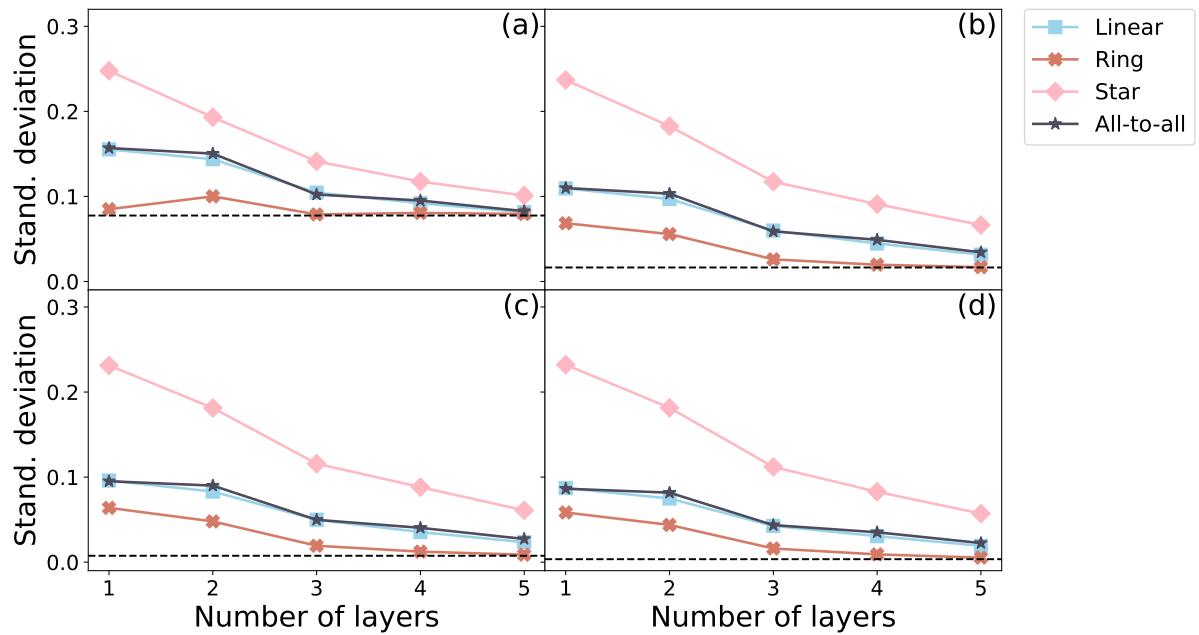 (a)
(b)
0.3
0.2
0.1
0.0
Stand. deviation
Linear
Ring
Star
All-to-all
(c)
(d)
0.3
0.2
0.1
0.0
Stand. deviation
1 2 3 4 5
1 2 3 4 5
Number of layers
Number of layers